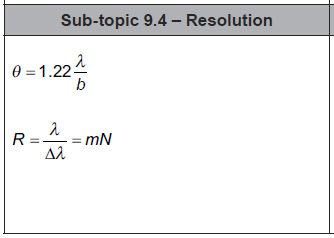 Sub-topic 9.4 – Resolution
θ = 1.22 λ/b
R = λ/Δλ = mN